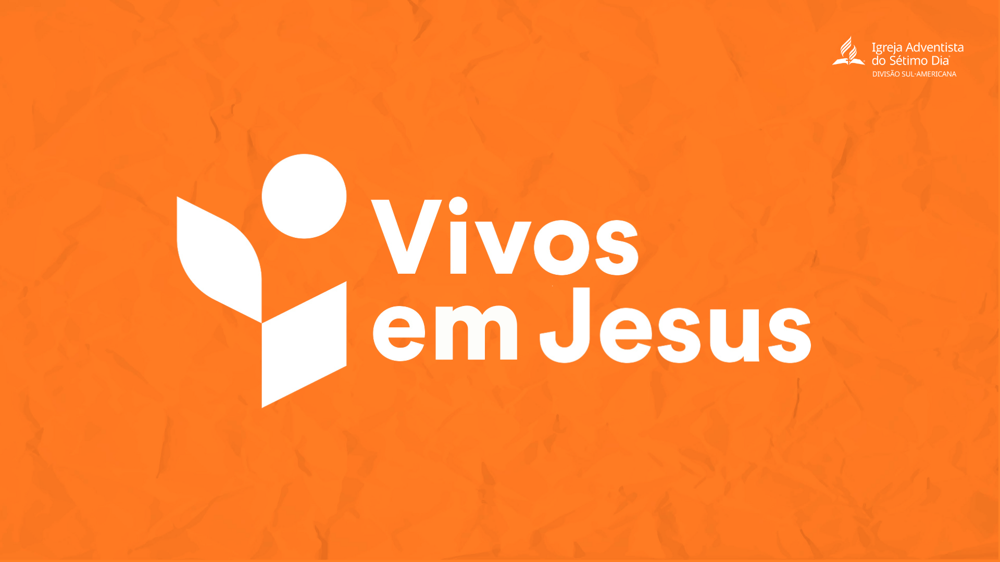 Igreja Adventista
do Sétimo Dia
DIVISÃO SUL-AMERICANA
Vivos
em Jesus